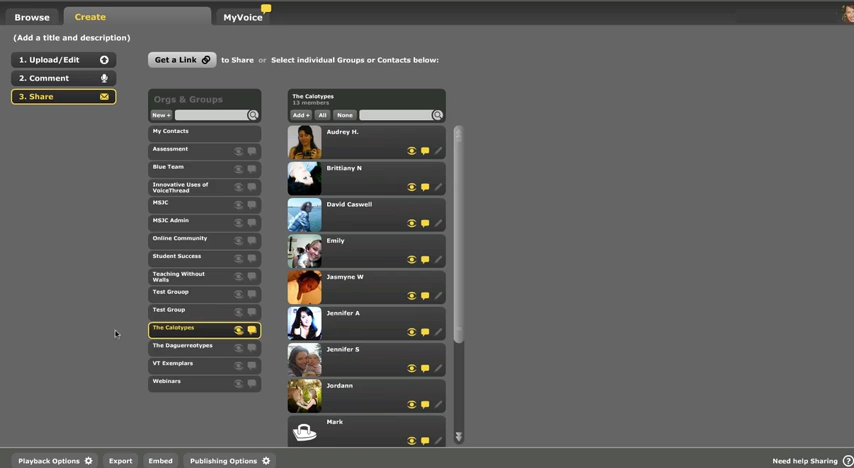 Browse
Create
MyVoice
(Add a title and description)
1. Upload/Edit
2. Comment
3. Share
Get a Link to Share or Select individual Groups or Contacts below:
Orgs & Groups
New +
My Contacts
Assessment
Blue Team
Innovative Uses of
VoiceThread
MSJC
MSJC Admin
Online Community
Student Success
Teaching Without
Walls
Test Grouop
Test Group
The Calotypes
The Daguerreotypes
VT Exemplars
Webinars
The Calotypes
13 members
Add + All None
Audrey H.
Brittiany N
David Caswell
Emily
Jasmyne W
Jennifer A
Jennifer S
Jordann
Mark
Playback Options Export Embed Publishing Options
Need help Sharing ?